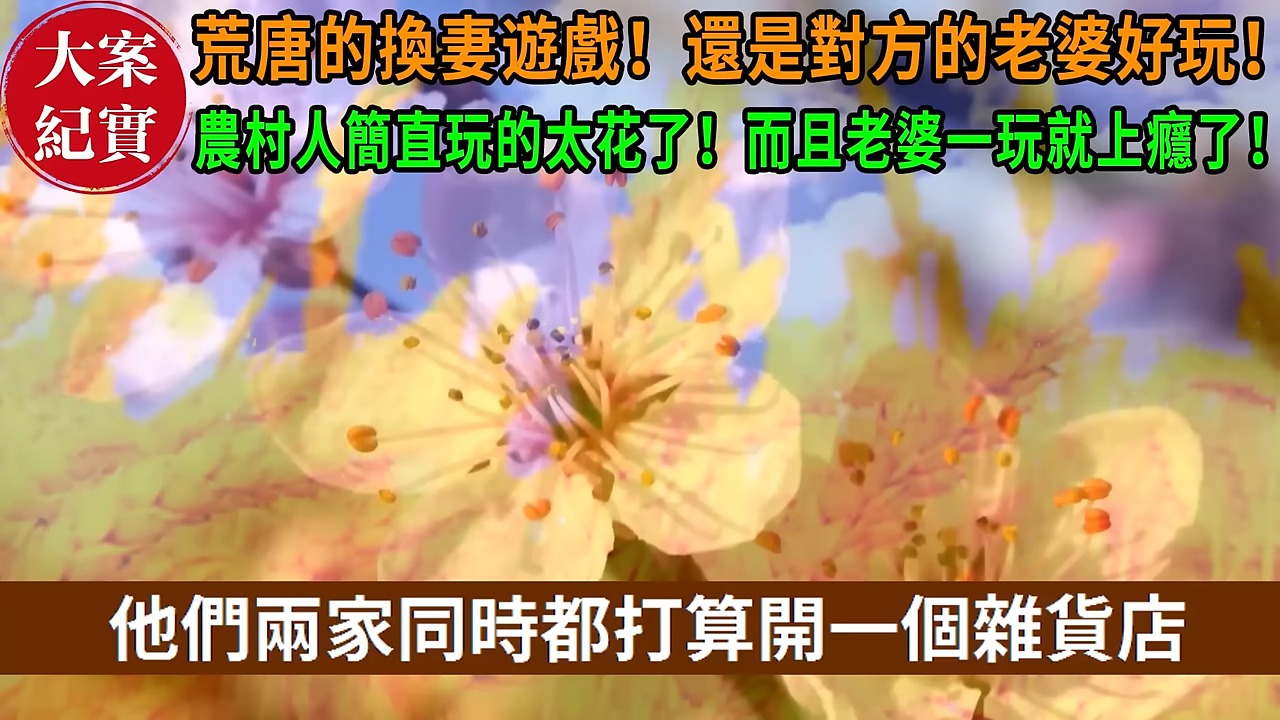 大案
紀實
荒唐的換妻遊戲！還是對方的老婆好玩！
農村人簡直玩的太花了！而且老婆一玩就上癮了！
他們兩家同時都打算開一個雜貨店